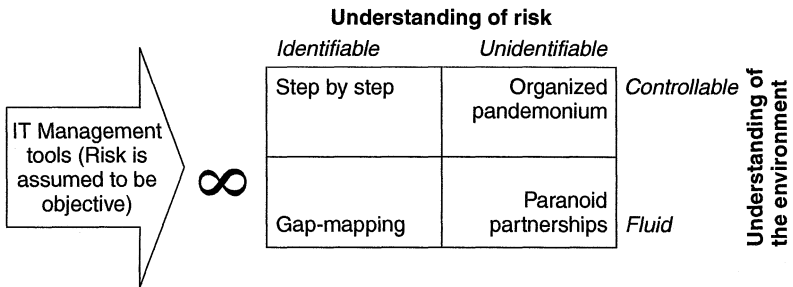 Understanding of risk
Identifiable
Unidentifiable
IT Management
tools (Risk is
assumed to be
objective)
∞
Step by step
Organized
pandemonium
Controllable
Gap-mapping
Paranoid
partnerships
Fluid
Understanding of
the environment